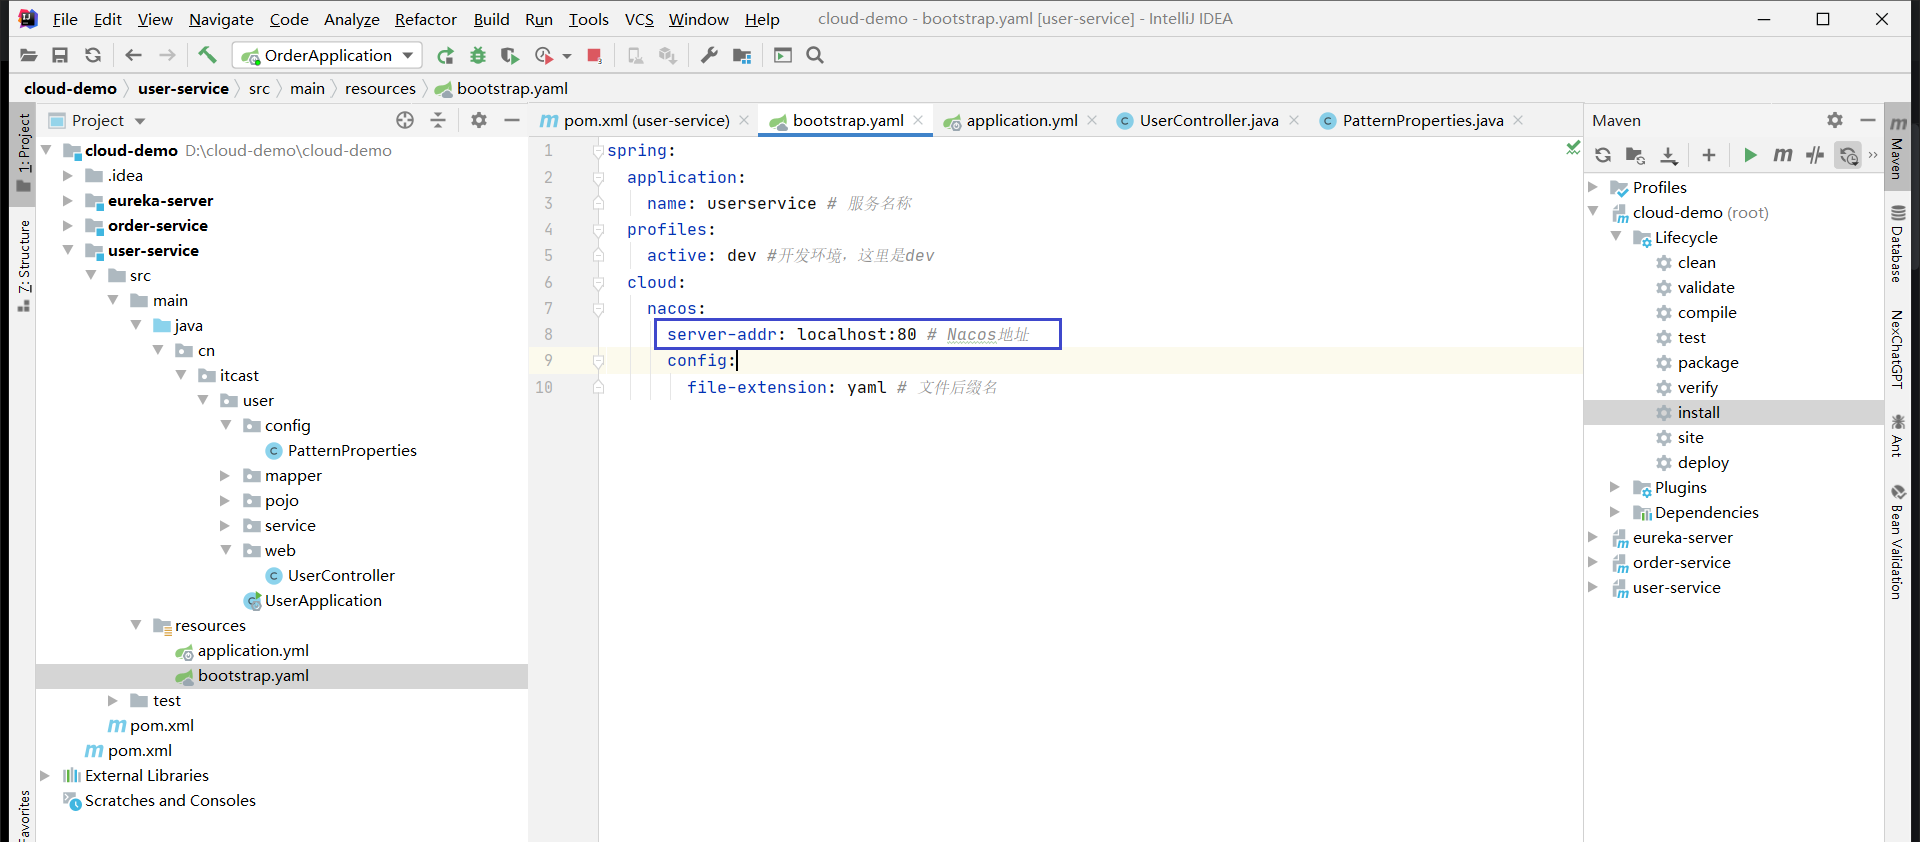 File Edit View Navigate Code Analyze Refactor Build Run Tools VCS Window Help cloud-demo - bootstrap.yaml [user-service] - IntelliJ IDEA
OrderApplication
cloud-demo user-service src main resources bootstrap.yaml
1: Project
Z: Structure
Favorites
Project
cloud-demo D:\cloud-demo\cloud-demo
.idea
eureka-server
order-service
user-service
src
main
java
cn
itcast
user
config
PatternProperties
mapper
pojo
service
web
UserController
UserApplication
resources
application.yml
bootstrap.yaml
test
pom.xml
pom.xml
External Libraries
Scratches and Consoles
pom.xml (user-service) bootstrap.yaml application.yml UserController.java PatternProperties.java
1 spring:
2 application:
3 name: userservice # 服务名称
4 profiles:
5 active: dev #开发环境，这里是dev
6 cloud:
7 nacos:
8 server-addr: localhost:80 # Nacos地址
9 config:
10 file-extension: yaml # 文件后缀名
Maven
Profiles
cloud-demo (root)
Lifecycle
clean
validate
compile
test
package
verify
install
site
deploy
Plugins
Dependencies
eureka-server
order-service
user-service
Maven
Database
NexChatGPT
Ant
Bean Validation